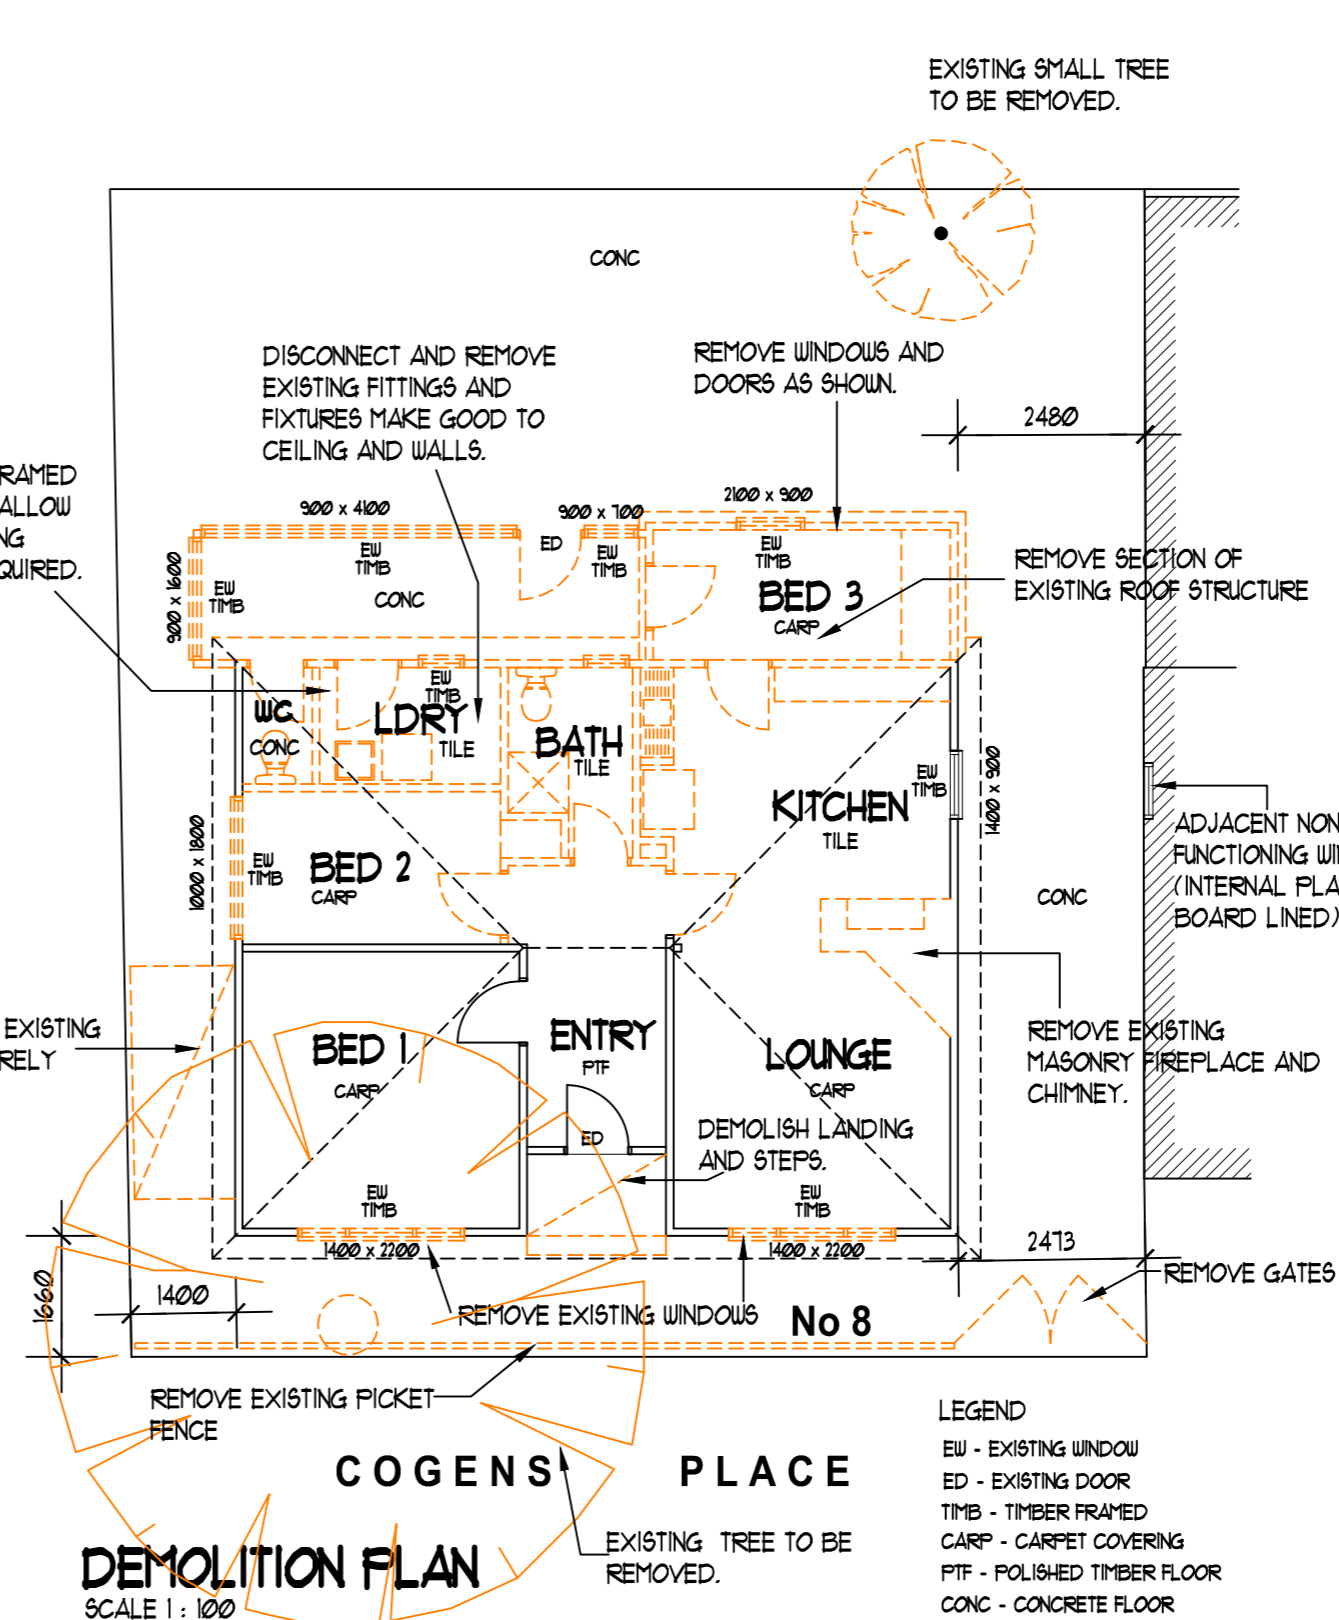 EXISTING SMALL TREE
TO BE REMOVED.
CONC
DISCONNECT AND REMOVE
EXISTING FITTINGS AND
FIXTURES MAKE GOOD TO
CEILING AND WALLS.
REMOVE WINDOWS AND
DOORS AS SHOWN.
2480
RAMED
ALLOW
NG
QUIRED.
900 x 4100
900 x 700
2100 x 900
EW
TIMB
ED
EW
TIMB
EW
TIMB
900 x 1600
EW
TIMB
CONC
BED 3
CARP
REMOVE SECTION OF
EXISTING ROOF STRUCTURE
WC
CONC
EW
TIMB
LDRY
TILE
BATH
TILE
KITCHEN
TILE
EW
TIMB
1400 x 900
ADJACENT NON
FUNCTIONING WI
(INTERNAL PLA
BOARD LINED)
1000 x 1800
EW
TIMB
BED 2
CARP
CONC
EXISTING
RELY
BED 1
CARP
ENTRY
PTF
LOUNGE
CARP
REMOVE EXISTING
MASONRY FIREPLACE AND
CHIMNEY.
ED
DEMOLISH LANDING
AND STEPS.
EW
TIMB
EW
TIMB
1400 x 2200
1400 x 2200
2473
REMOVE GATES
1660
1400
REMOVE EXISTING WINDOWS
No 8
REMOVE EXISTING PICKET
FENCE
COGENS PLACE
EXISTING TREE TO BE
REMOVED.
DEMOLITION PLAN
SCALE 1 : 100
LEGEND
EW - EXISTING WINDOW
ED - EXISTING DOOR
TIMB - TIMBER FRAMED
CARP - CARPET COVERING
PTF - POLISHED TIMBER FLOOR
CONC - CONCRETE FLOOR